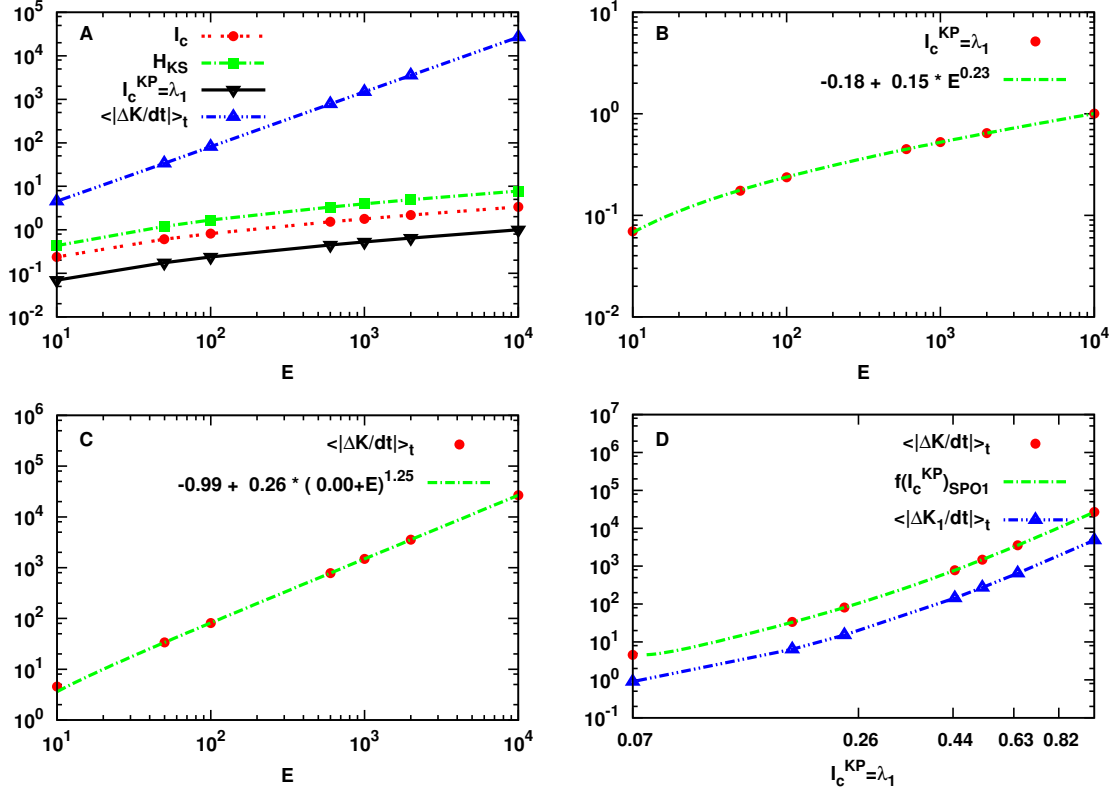 A
I_c
H_KS
I_c^KP=λ_1
<|ΔK/dt|>_t
10^5
10^4
10^3
10^2
10^1
10^0
10^-1
10^-2
10^1 10^2 10^3 10^4
E
B
I_c^KP=λ_1
-0.18 + 0.15 * E^0.23
10^1
10^0
10^-1
10^-2
10^1 10^2 10^3 10^4
E
C
<|ΔK/dt|>_t
-0.99 + 0.26 * ( 0.00+E)^1.25
10^6
10^5
10^4
10^3
10^2
10^1
10^0
10^1 10^2 10^3 10^4
E
D
<|ΔK/dt|>_t
f(I_c^KP)_SPO1
<|ΔK_1/dt|>_t
10^7
10^6
10^5
10^4
10^3
10^2
10^1
10^0
10^-1
0.07 0.26 0.44 0.63 0.82
I_c^KP=λ_1